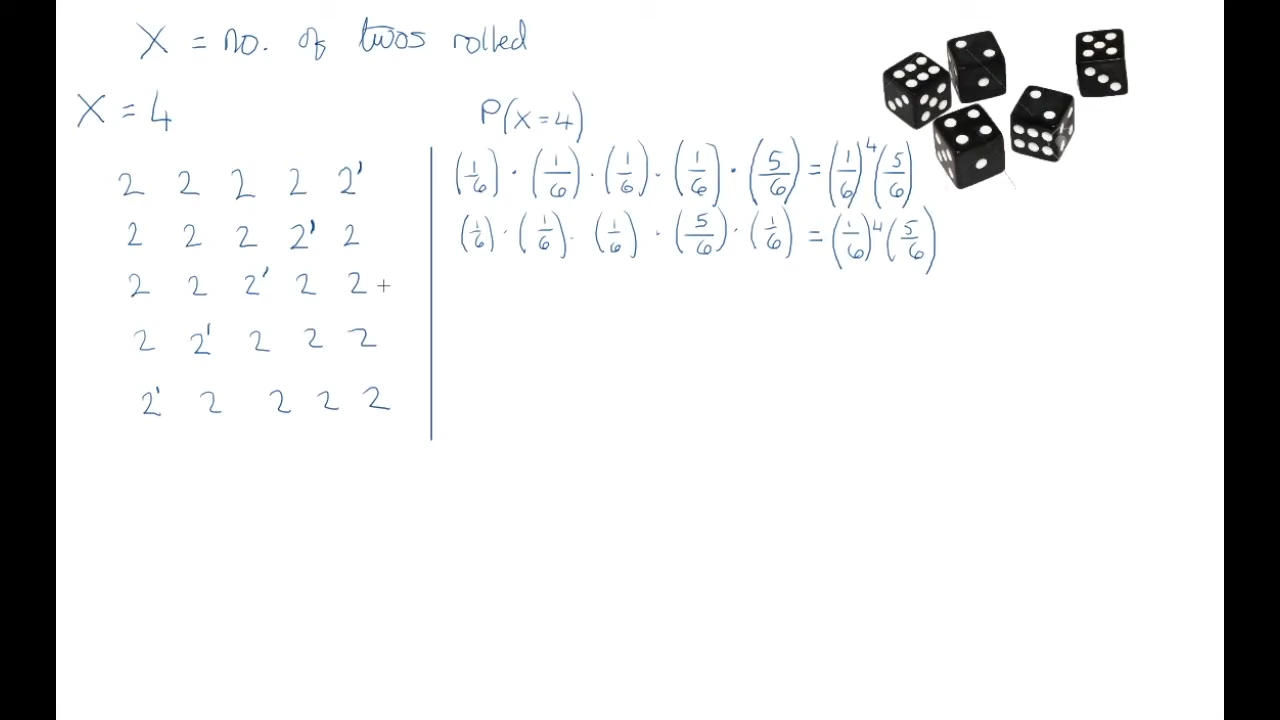 X = no. of twos rolled
X = 4
P(X=4)
2 2 2 2 2' (1/6) · (1/6) · (1/6) · (1/6) · (5/6) = (1/6)^4 (5/6)
2 2 2 2' 2 (1/6) · (1/6) · (1/6) · (5/6) · (1/6) = (1/6)^4 (5/6)
2 2 2' 2 2
2 2' 2 2 2
2' 2 2 2 2